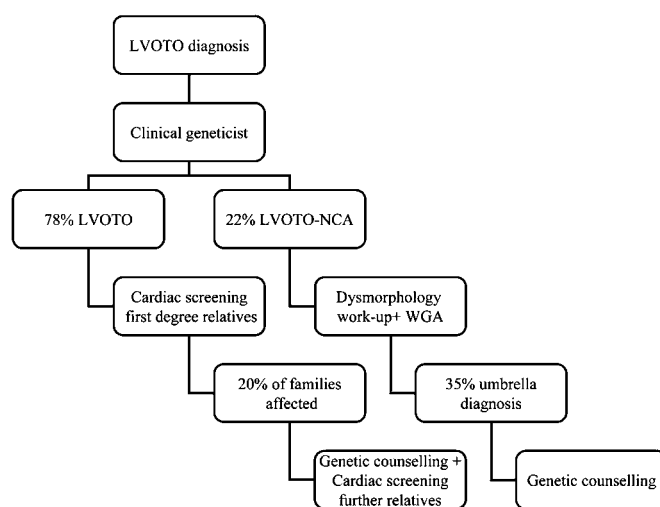 LVOTO diagnosis
Clinical geneticist
78% LVOTO
22% LVOTO-NCA
Cardiac screening
first degree relatives
Dysmorphology
work-up+ WGA
20% of families
affected
35% umbrella
diagnosis
Genetic counselling +
Cardiac screening
further relatives
Genetic counselling